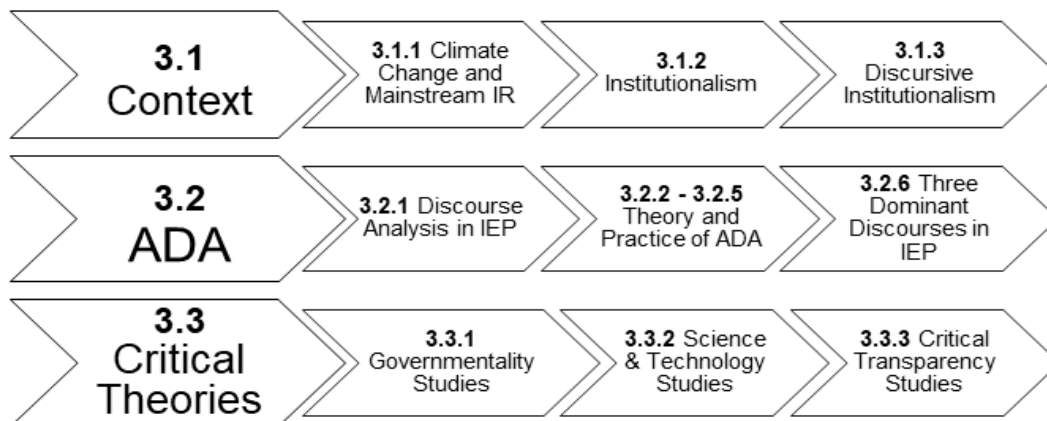 3.1
Context
3.1.1 Climate
Change and
Mainstream IR
3.1.2
Institutionalism
3.1.3
Discursive
Institutionalism
3.2
ADA
3.2.1 Discourse
Analysis in IEP
3.2.2 - 3.2.5
Theory and
Practice of ADA
3.2.6 Three
Dominant
Discourses in
IEP
3.3
Critical
Theories
3.3.1
Governmentality
Studies
3.3.2 Science
& Technology
Studies
3.3.3 Critical
Transparency
Studies